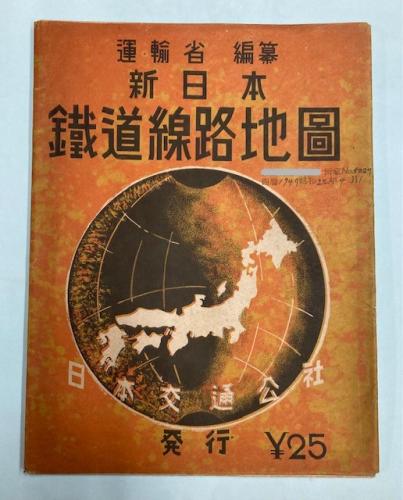 運輸省 編纂
新日本
鐵道線路地圖
日本交通公社
発行 ¥25